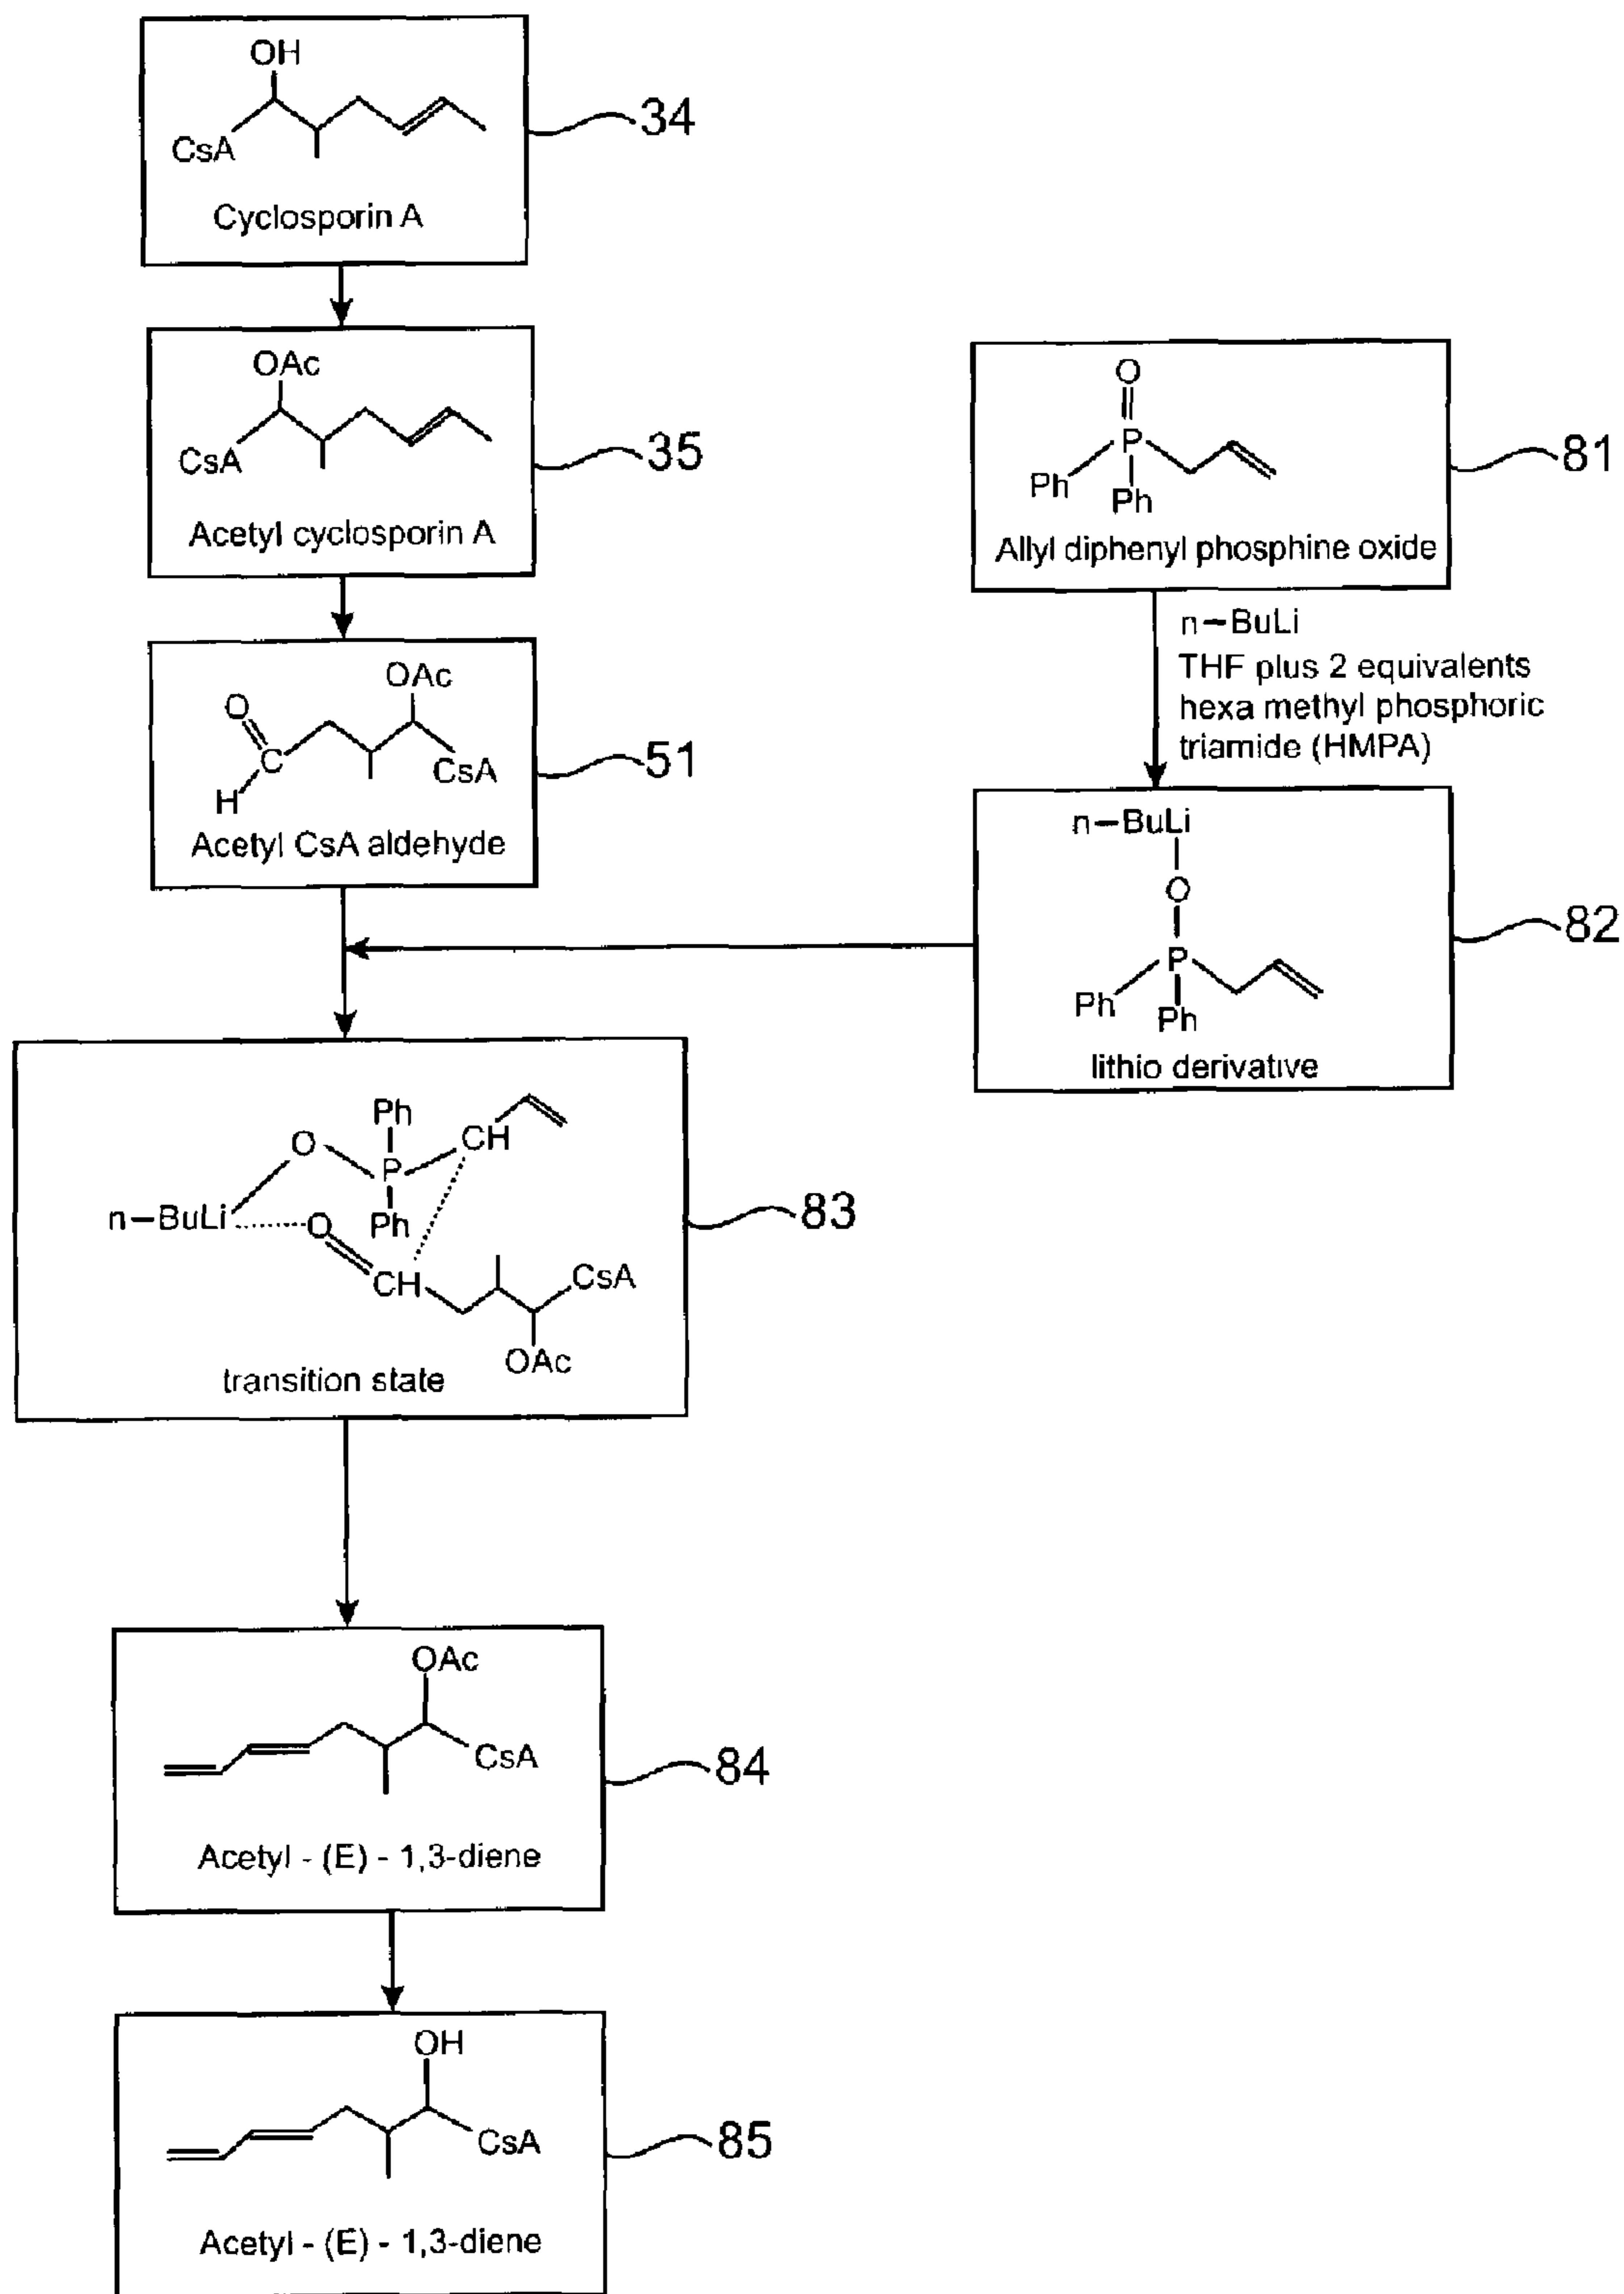 OH
CsA
Cyclosporin A
34
OAc
CsA
Acetyl cyclosporin A
35
O
P
Ph
Ph
Allyl diphenyl phosphine oxide
81
n-BuLi
THF plus 2 equivalents
hexa methyl phosphoric
triamide (HMPA)
OAc
O
C
H
CsA
Acetyl CsA aldehyde
51
n-BuLi
O
P
Ph
Ph
lithio derivative
82
Ph
O
P
CH
n-BuLi
O
Ph
CH
CsA
OAc
transition state
83
OAc
CsA
Acetyl - (E) - 1,3-diene
84
OH
CsA
Acetyl - (E) - 1,3-diene
85